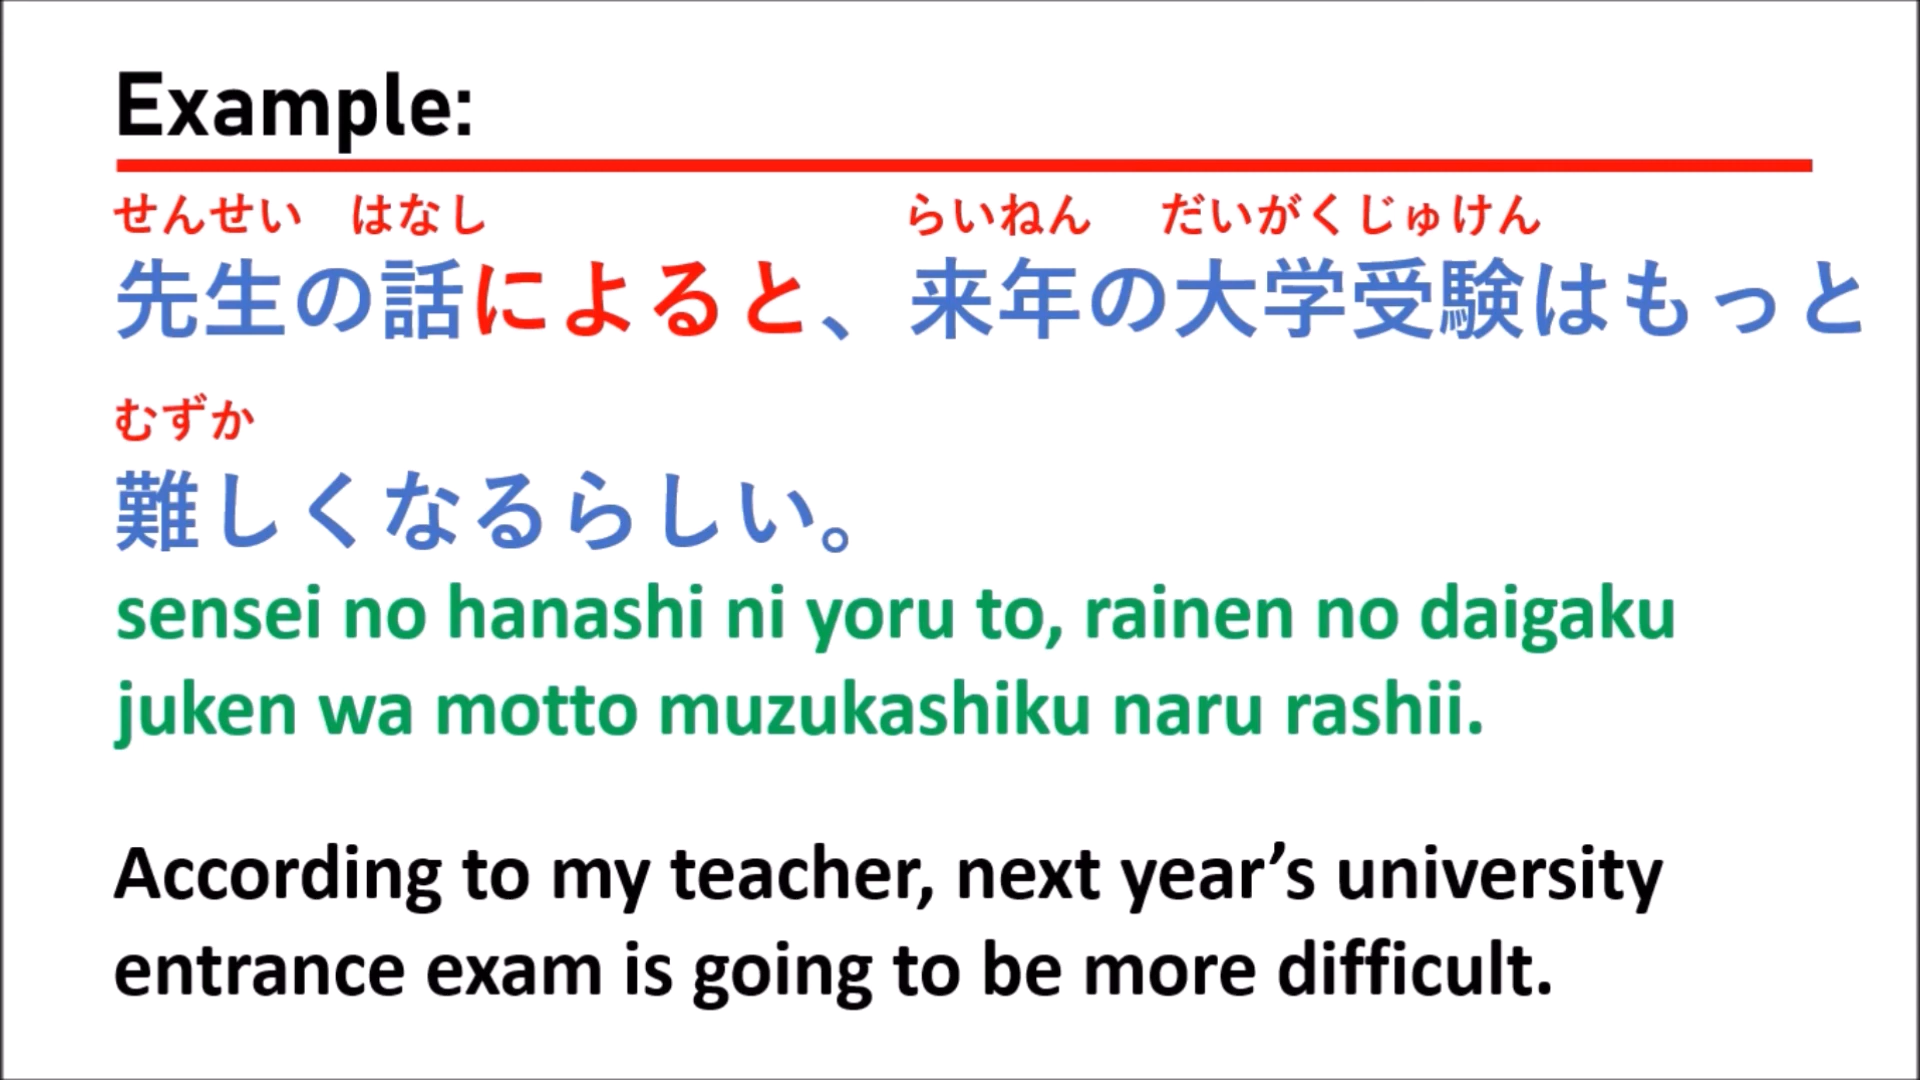 Example:
せんせい はなし らいねん だいがくじゅけん
先生の話によると、来年の大学受験はもっと
むずか
難しくなるらしい。
sensei no hanashi ni yoru to, rainen no daigaku
juken wa motto muzukashiku naru rashii.
According to my teacher, next year’s university
entrance exam is going to be more difficult.